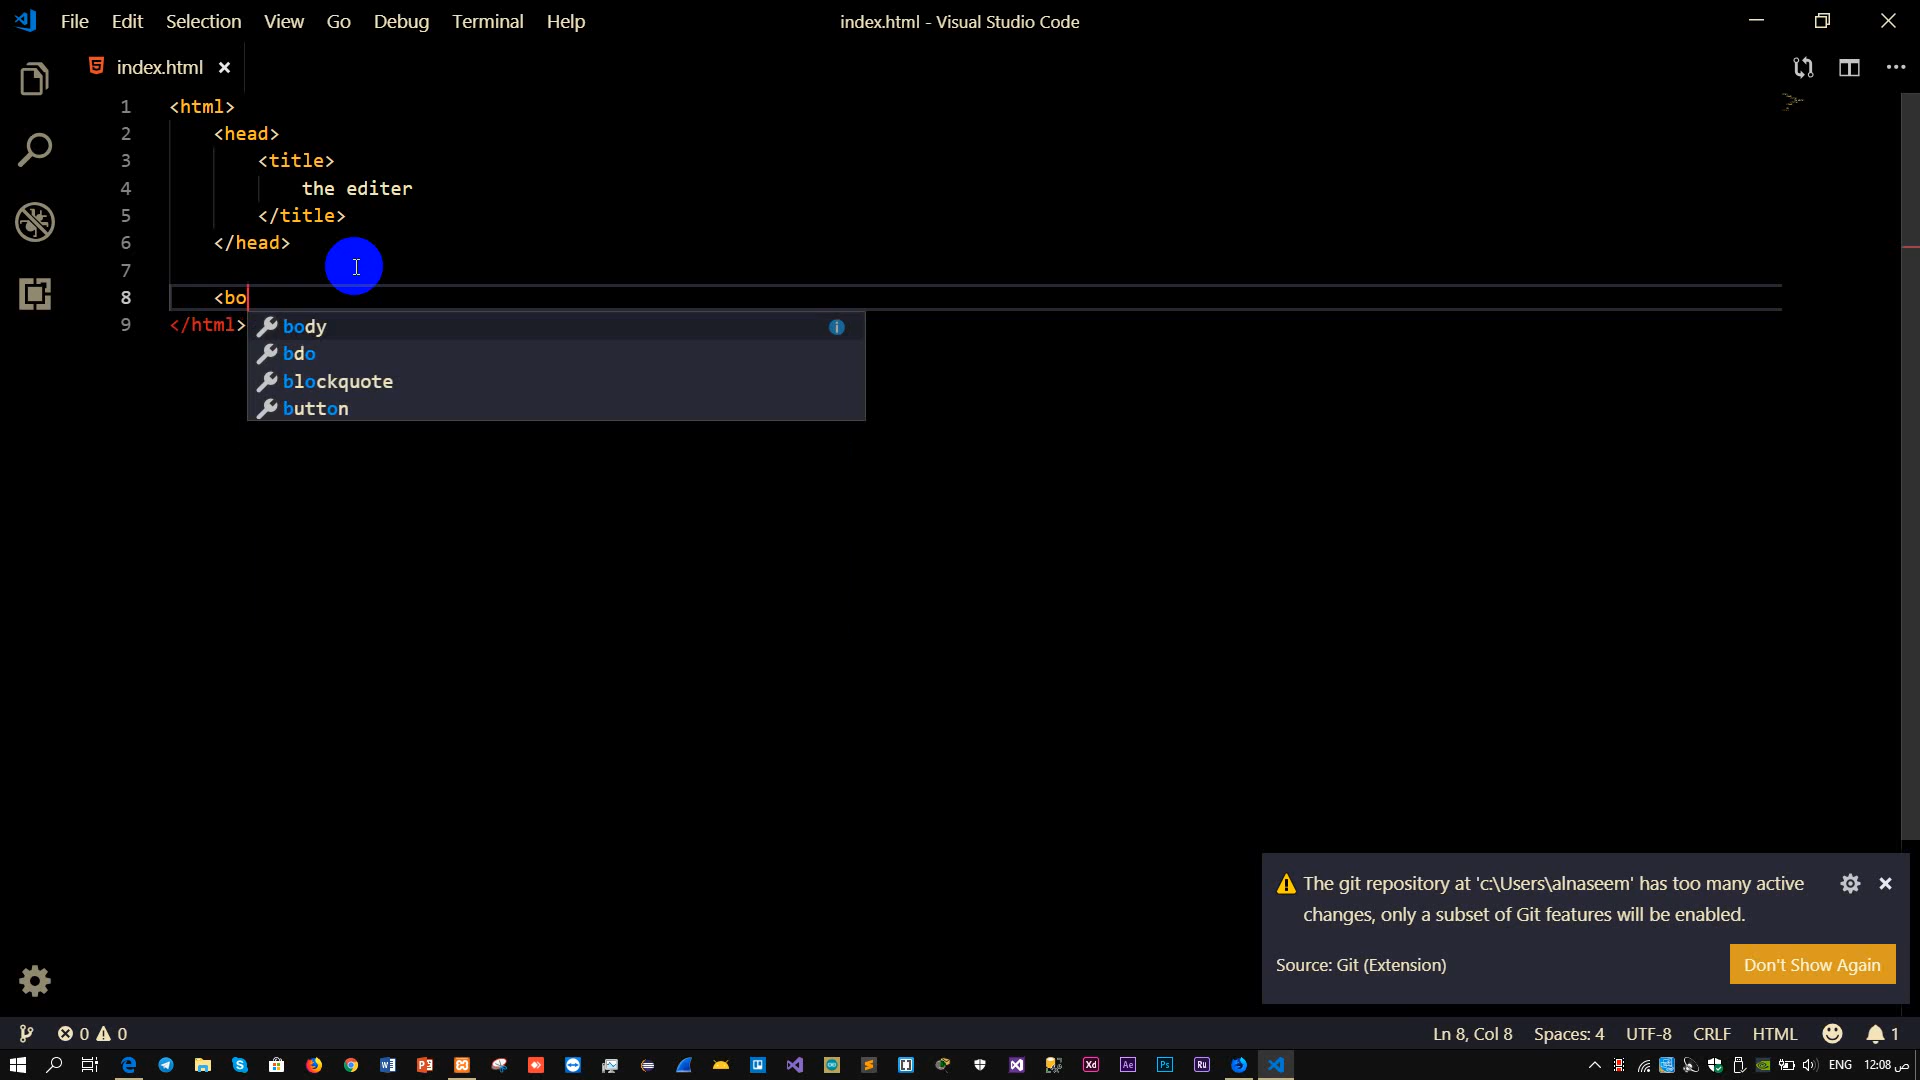 File Edit Selection View Go Debug Terminal Help
index.html - Visual Studio Code
index.html
1 <html>
2 <head>
3 <title>
4 the editer
5 </title>
6 </head>
7
8 <bo
9 </html>
body
bdo
blockquote
button
The git repository at 'c:\Users\alnaseem' has too many active
changes, only a subset of Git features will be enabled.
Source: Git (Extension)
Don't Show Again
0 0
Ln 8, Col 8 Spaces: 4 UTF-8 CRLF HTML 1
ENG 12:08 ص